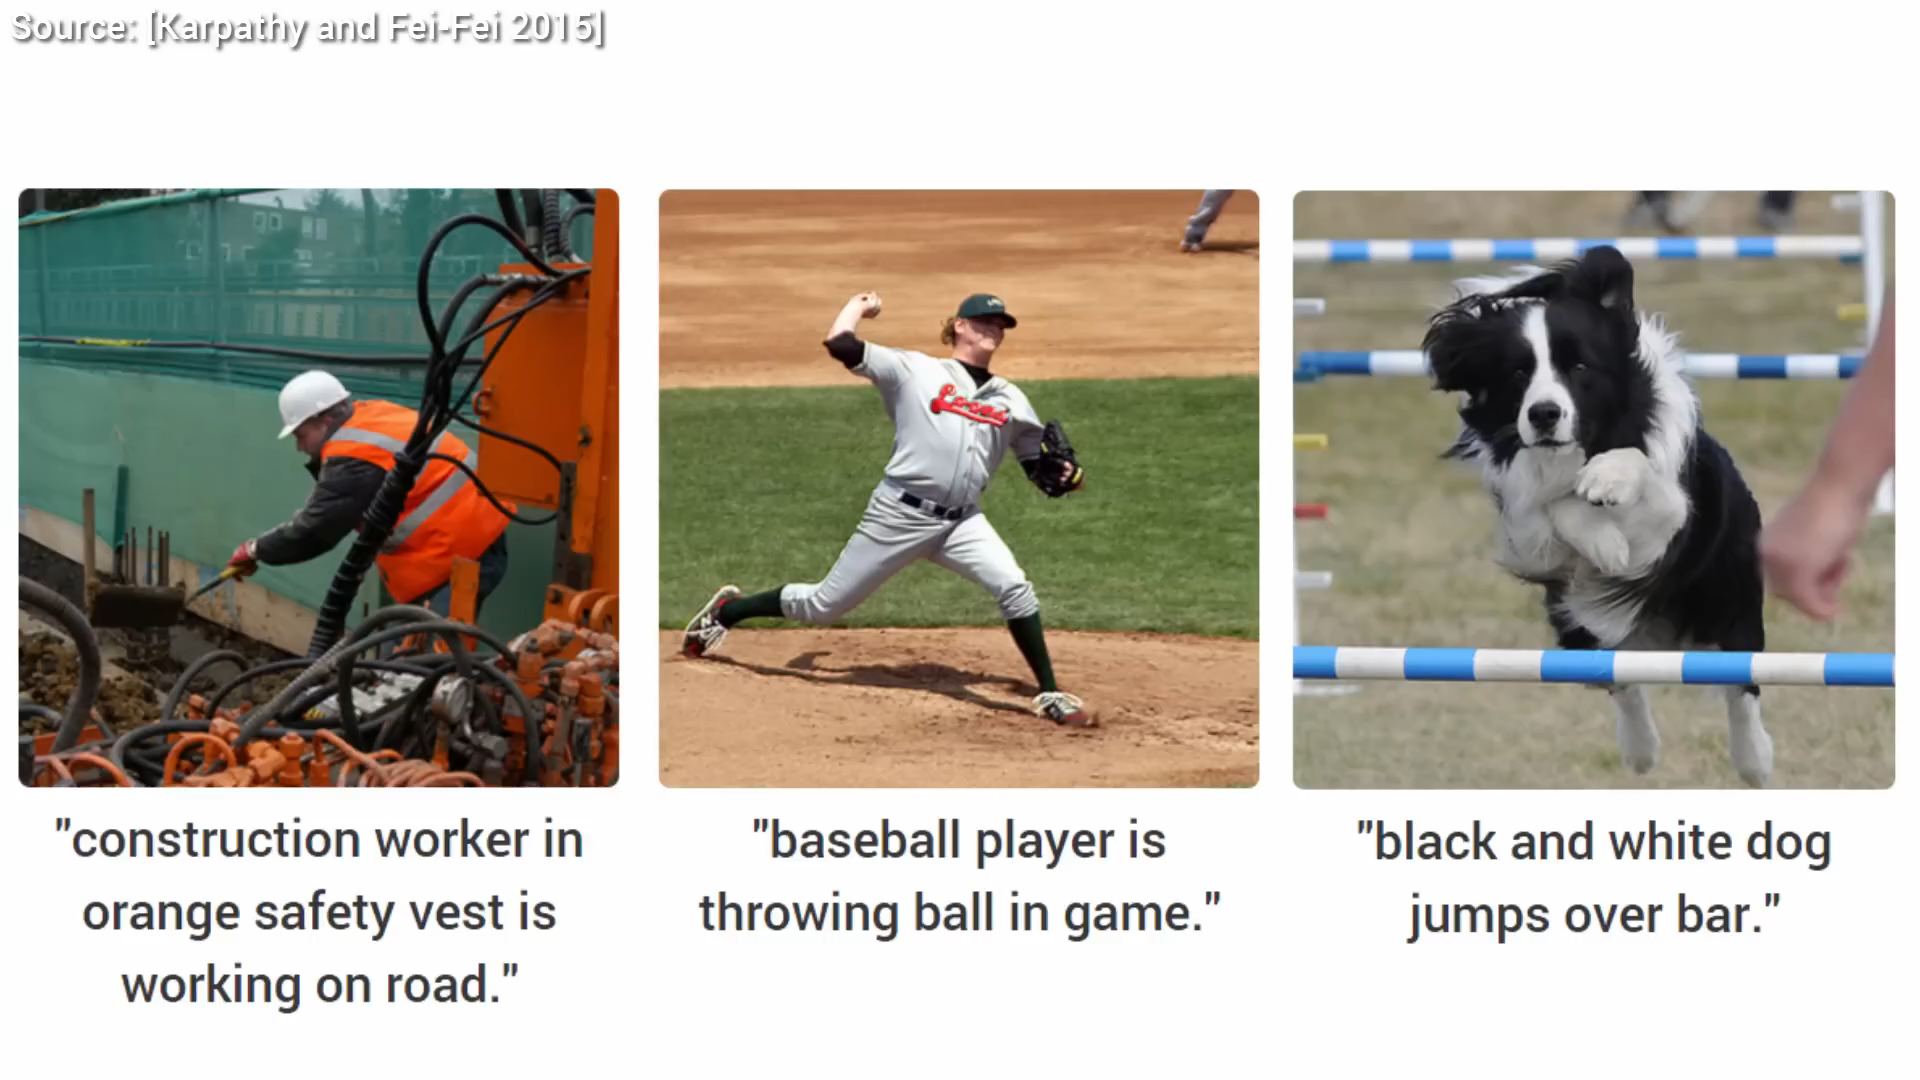 Source: [Karpathy and Fei-Fei 2015]
"construction worker in
orange safety vest is
working on road."
"baseball player is
throwing ball in game."
"black and white dog
jumps over bar."